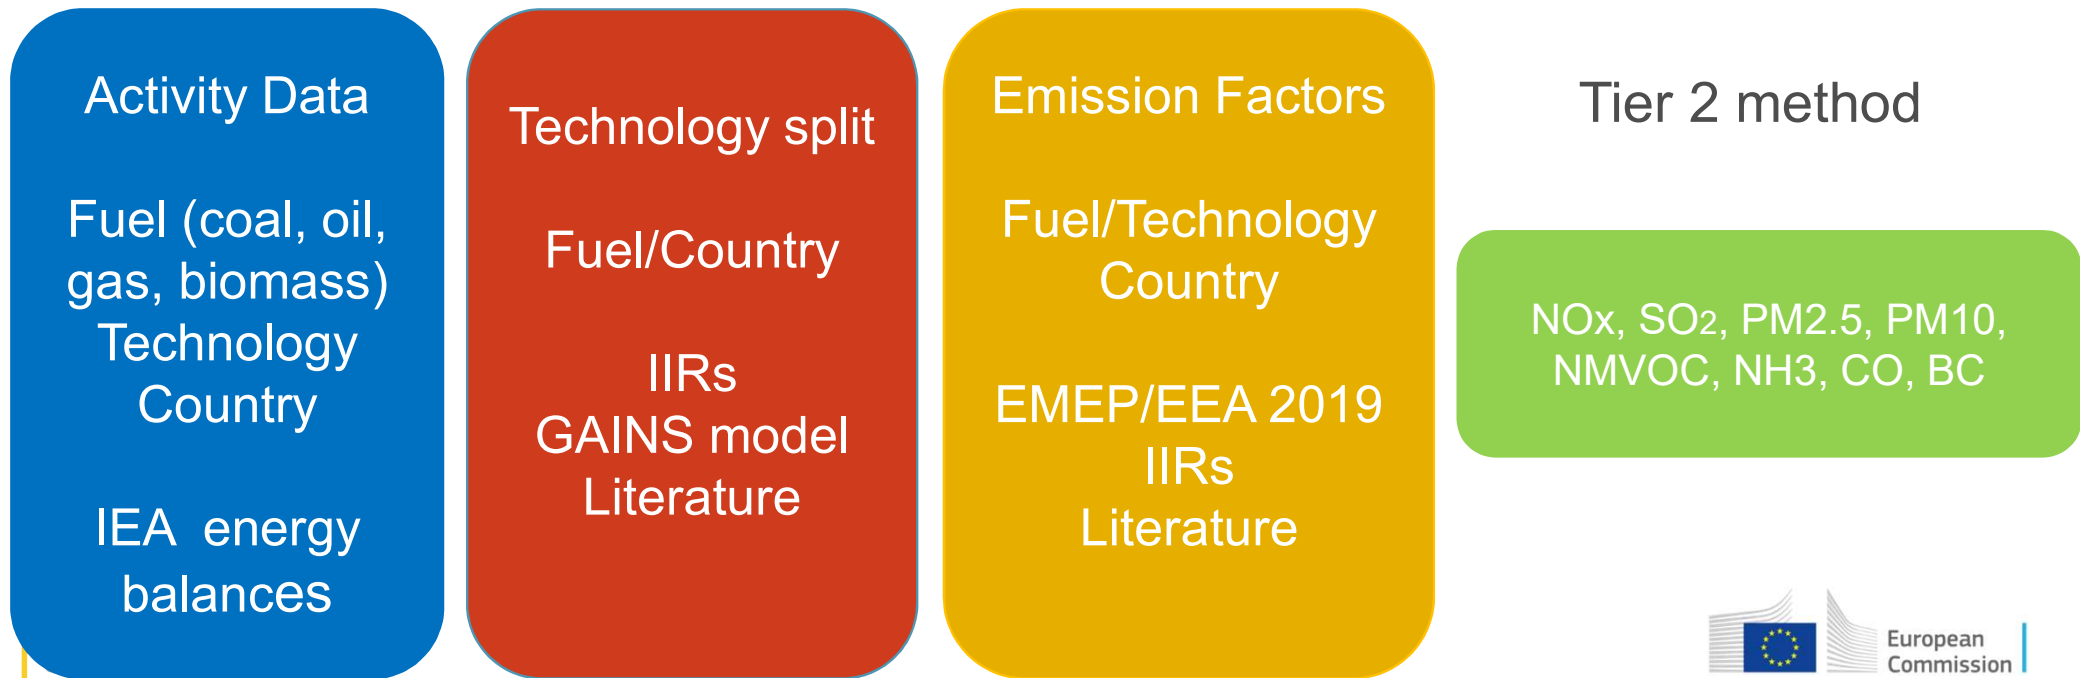 Activity Data
Fuel (coal, oil,
gas, biomass)
Technology
Country
IEA energy
balances
Technology split
Fuel/Country
IIRs
GAINS model
Literature
Emission Factors
Fuel/Technology
Country
EMEP/EEA 2019
IIRs
Literature
Tier 2 method
NOx, SO2, PM2.5, PM10,
NMVOC, NH3, CO, BC
European
Commission